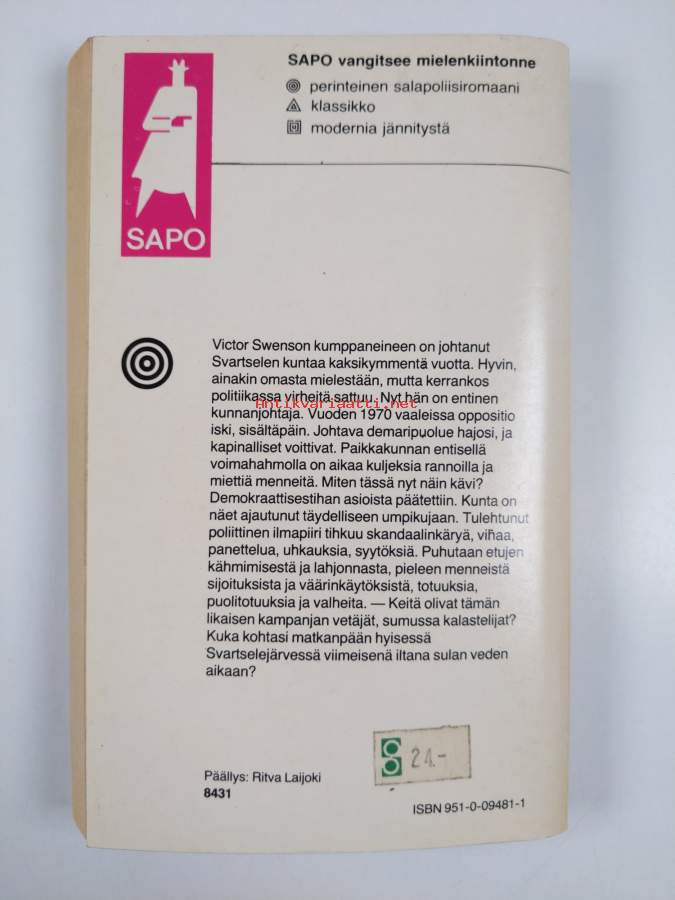 SAPO vangitsee mielenkiintonne
perinteinen salapoliisiromaani
klassikko
modernia jännitystä
SAPO
Victor Swenson kumppaneineen on johtanut
Svartselen kuntaa kaksikymmentä vuotta. Hyvin,
ainakin omasta mielestään, mutta kerrankos
politiikassa virheitä sattuu. Nyt hän on entinen
Antikvariaatti.net
kunnanjohtaja. Vuoden 1970 vaaleissa oppositio
iski, sisältäpäin. Johtava demaripuolue hajosi, ja
kapinalliset voittivat. Paikkakunnan entisellä
voimahahmolla on aikaa kuljeksia rannoilla ja
miettiä menneitä. Miten tässä nyt näin kävi?
Demokraattisestihan asioista päätettiin. Kunta on
näet ajautunut täydelliseen umpikujaan. Tulehtunut
poliittinen ilmapiiri tihkuu skandaalinkäryä, vihaa,
panettelua, uhkauksia, syytöksiä. Puhutaan etujen
kähmimisestä ja lahjonnasta, pieleen menneistä
sijoituksista ja väärinkäytöksistä, totuuksia,
puolitotuuksia ja valheita. — Keitä olivat tämän
likaisen kampanjan vetäjät, sumussa kalastelijat?
Kuka kohtasi matkanpään hyisessä
Svartselejärvessä viimeisenä iltana sulan veden
aikaan?
24.-
Päällys: Ritva Laijoki
8431
ISBN 951-0-09481-1